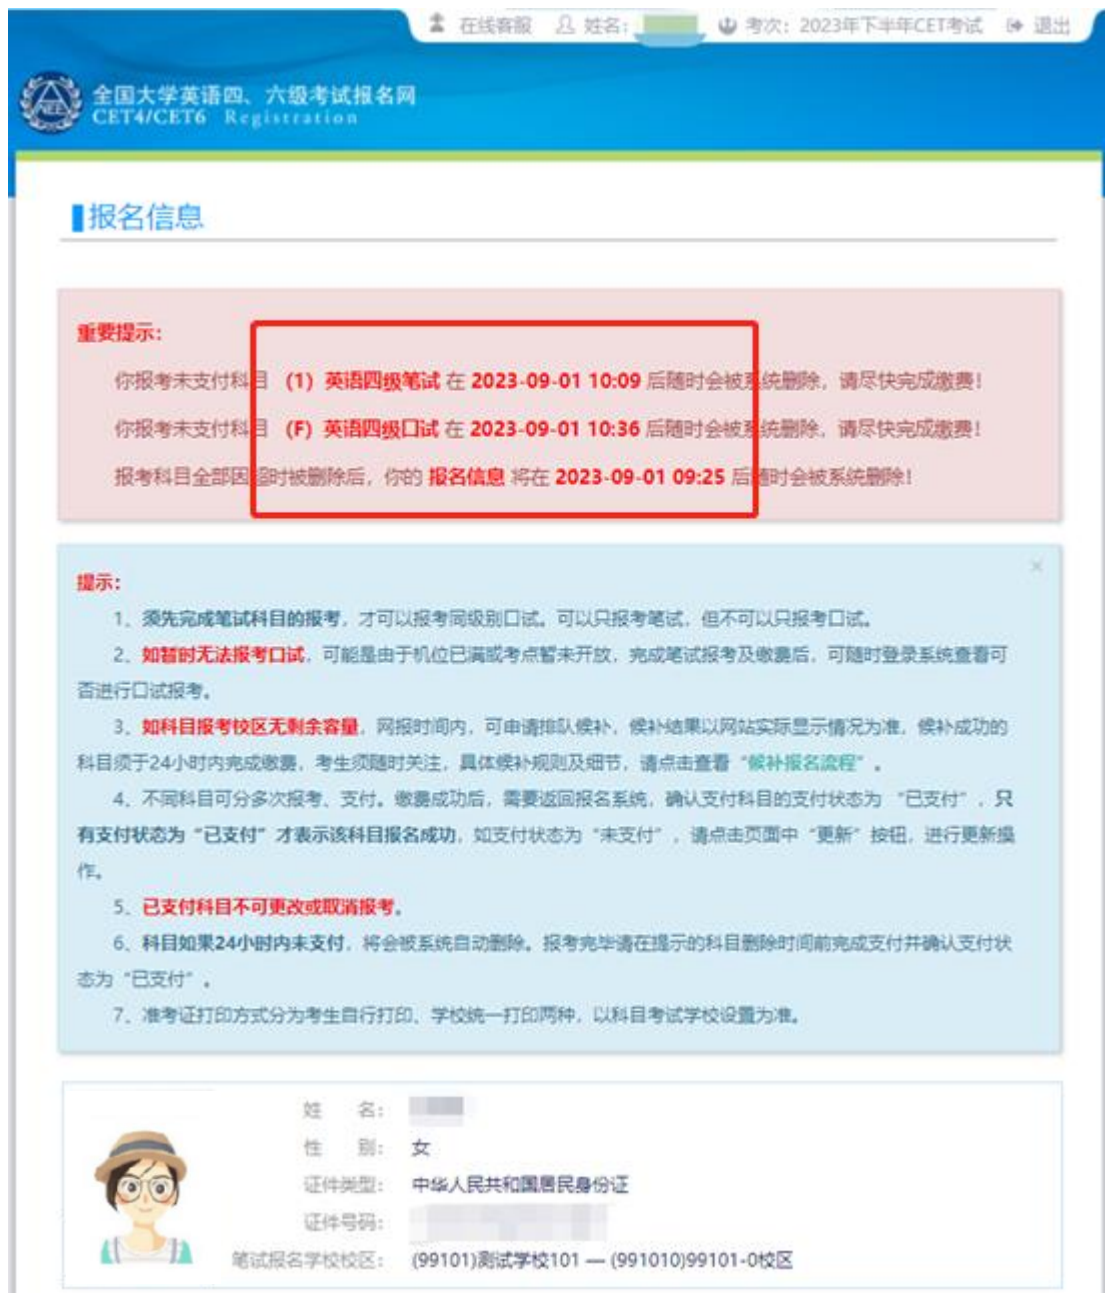 在线客服 姓名： 考次：2023年下半年CET考试 退出
全国大学英语四、六级考试报名网
CET4/CET6 Registration
报名信息
重要提示：
你报考未支付科目 (1) 英语四级笔试 在 2023-09-01 10:09 后随时会被系统删除，请尽快完成缴费！
你报考未支付科目 (F) 英语四级口试 在 2023-09-01 10:36 后随时会被系统删除，请尽快完成缴费！
报考科目全部因超时被删除后，你的 报名信息 将在 2023-09-01 09:25 后随时会被系统删除！
提示：
1、须先完成笔试科目的报考，才可以报考同级别口试。可以只报考笔试，但不可以只报考口试。
2、如暂时无法报考口试，可能是由于机位已满或考点暂未开放，完成笔试报考及缴费后，可随时登录系统查看可
否进行口试报考。
3、如科目报考校区无剩余容量，网报时间内，可申请排队候补，候补结果以网站实际显示情况为准，候补成功的
科目须于24小时内完成缴费，考生须随时关注，具体候补规则及细节，请点击查看“候补报名流程”。
4、不同科目可分多次报考、支付。缴费成功后，需要返回报名系统，确认支付科目的支付状态为 “已支付”，只
有支付状态为“已支付”才表示该科目报名成功，如支付状态为“未支付”，请点击页面中“更新”按钮，进行更新操
作。
5、已支付科目不可更改或取消报考。
6、科目如果24小时内未支付，将会被系统自动删除。报考完毕请在提示的科目删除时间前完成支付并确认支付状
态为“已支付”。
7、准考证打印方式分为考生自行打印、学校统一打印两种，以科目考试学校设置为准。
姓 名：
性 别： 女
证件类型： 中华人民共和国居民身份证
证件号码：
笔试报名学校校区： (99101)测试学校101 — (991010)99101-0校区